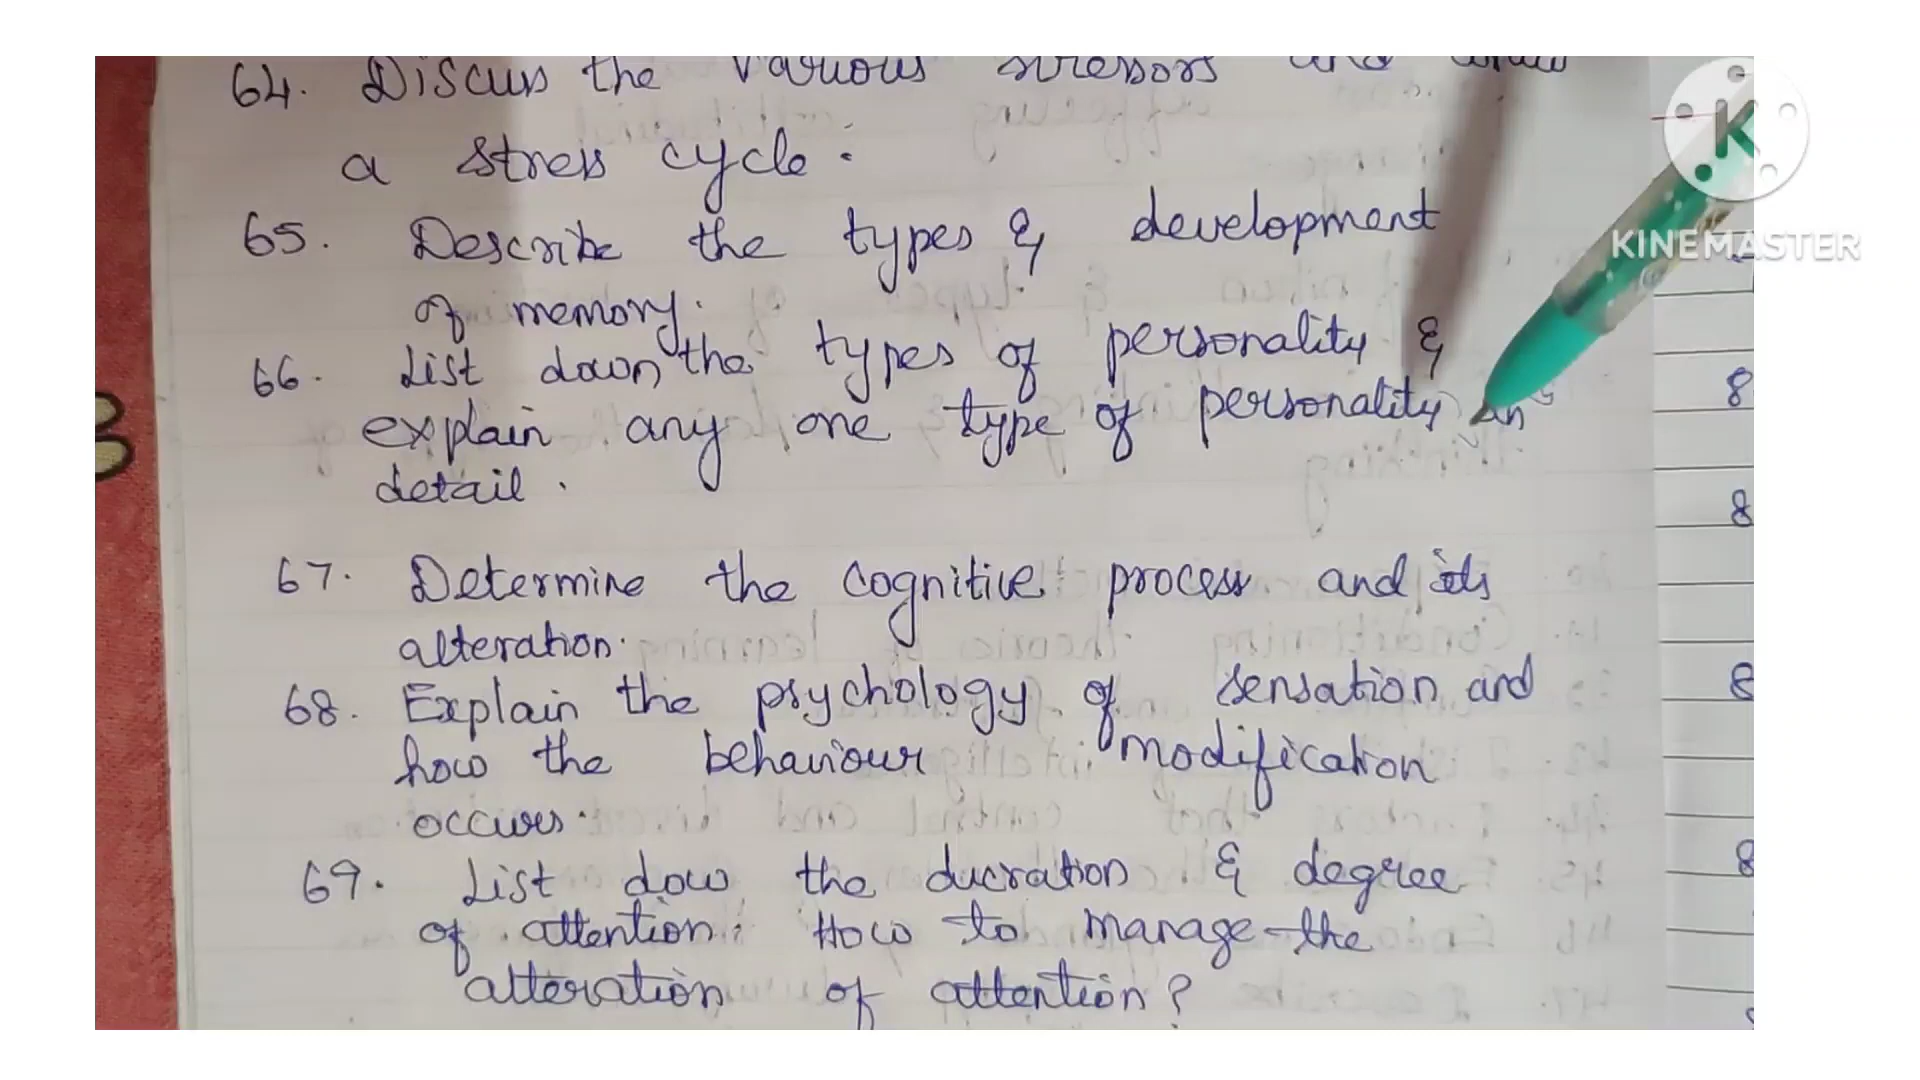 64. Discuss the various stressors and draw
a stress cycle.
65. Describe the types & development
of memory.
66. List down the types of personality &
explain any one type of personality in
detail.
67. Determine the cognitive process and its
alteration.
68. Explain the psychology of sensation and
how the behaviour modification
occurs.
69. List dow the ducration & degree
of attention. How to manage the
alteration of attention?
8
8
8
8
KINEMASTER